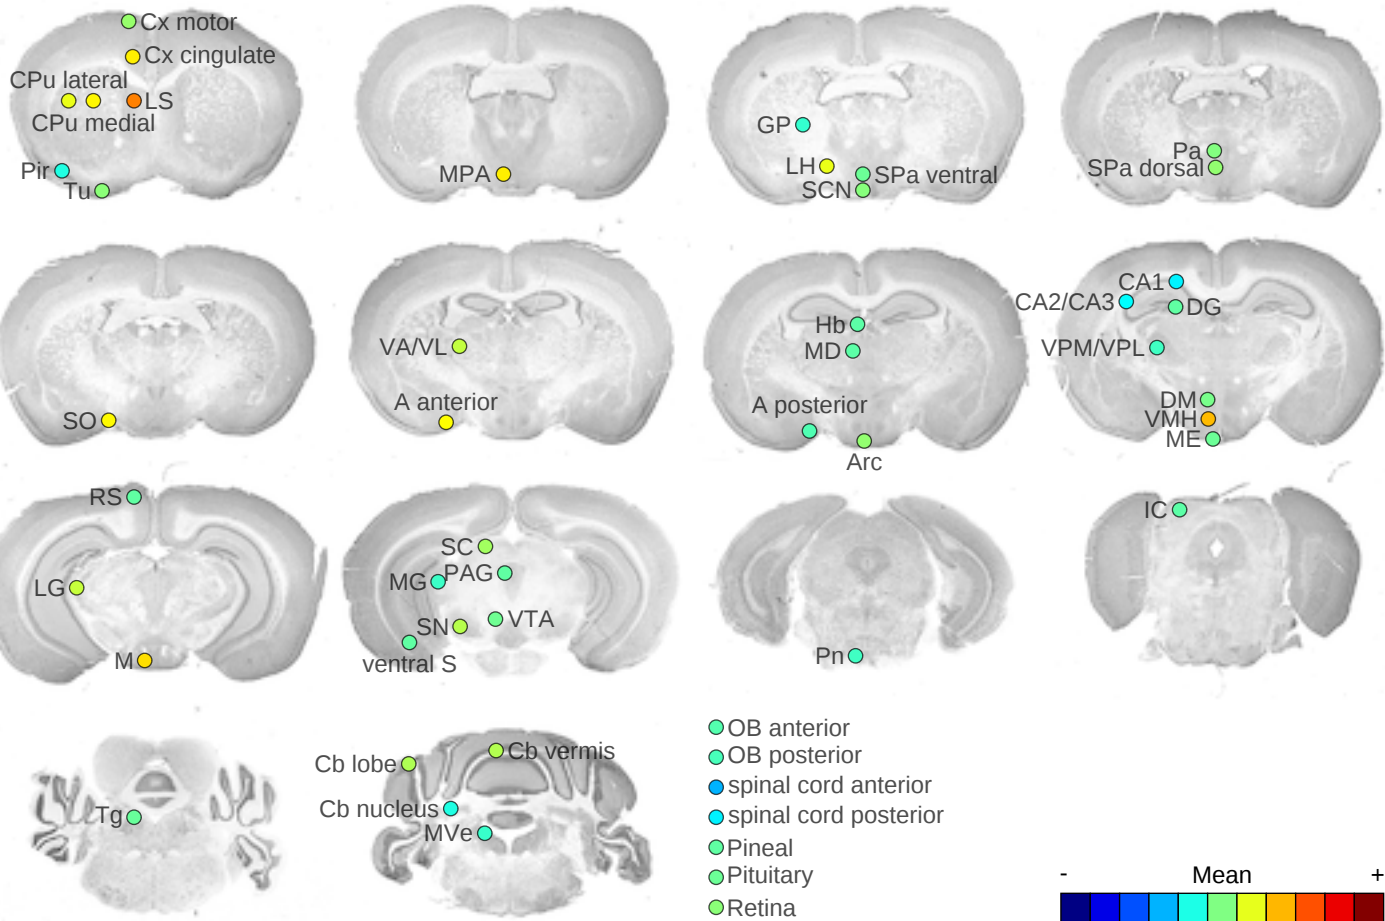 Cx motor
Cx cingulate
CPu lateral
LS
CPu medial
Pir
Tu
MPA
GP
LH
SPa ventral
SCN
Pa
SPa dorsal
SO
VA/VL
A anterior
Hb
MD
A posterior
Arc
CA1
CA2/CA3
DG
VPM/VPL
DM
VMH
ME
RS
LG
M
SC
MG
PAG
SN
VTA
ventral S
Pn
IC
Tg
Cb lobe
Cb vermis
Cb nucleus
MVe
OB anterior
OB posterior
spinal cord anterior
spinal cord posterior
Pineal
Pituitary
Retina
- Mean +